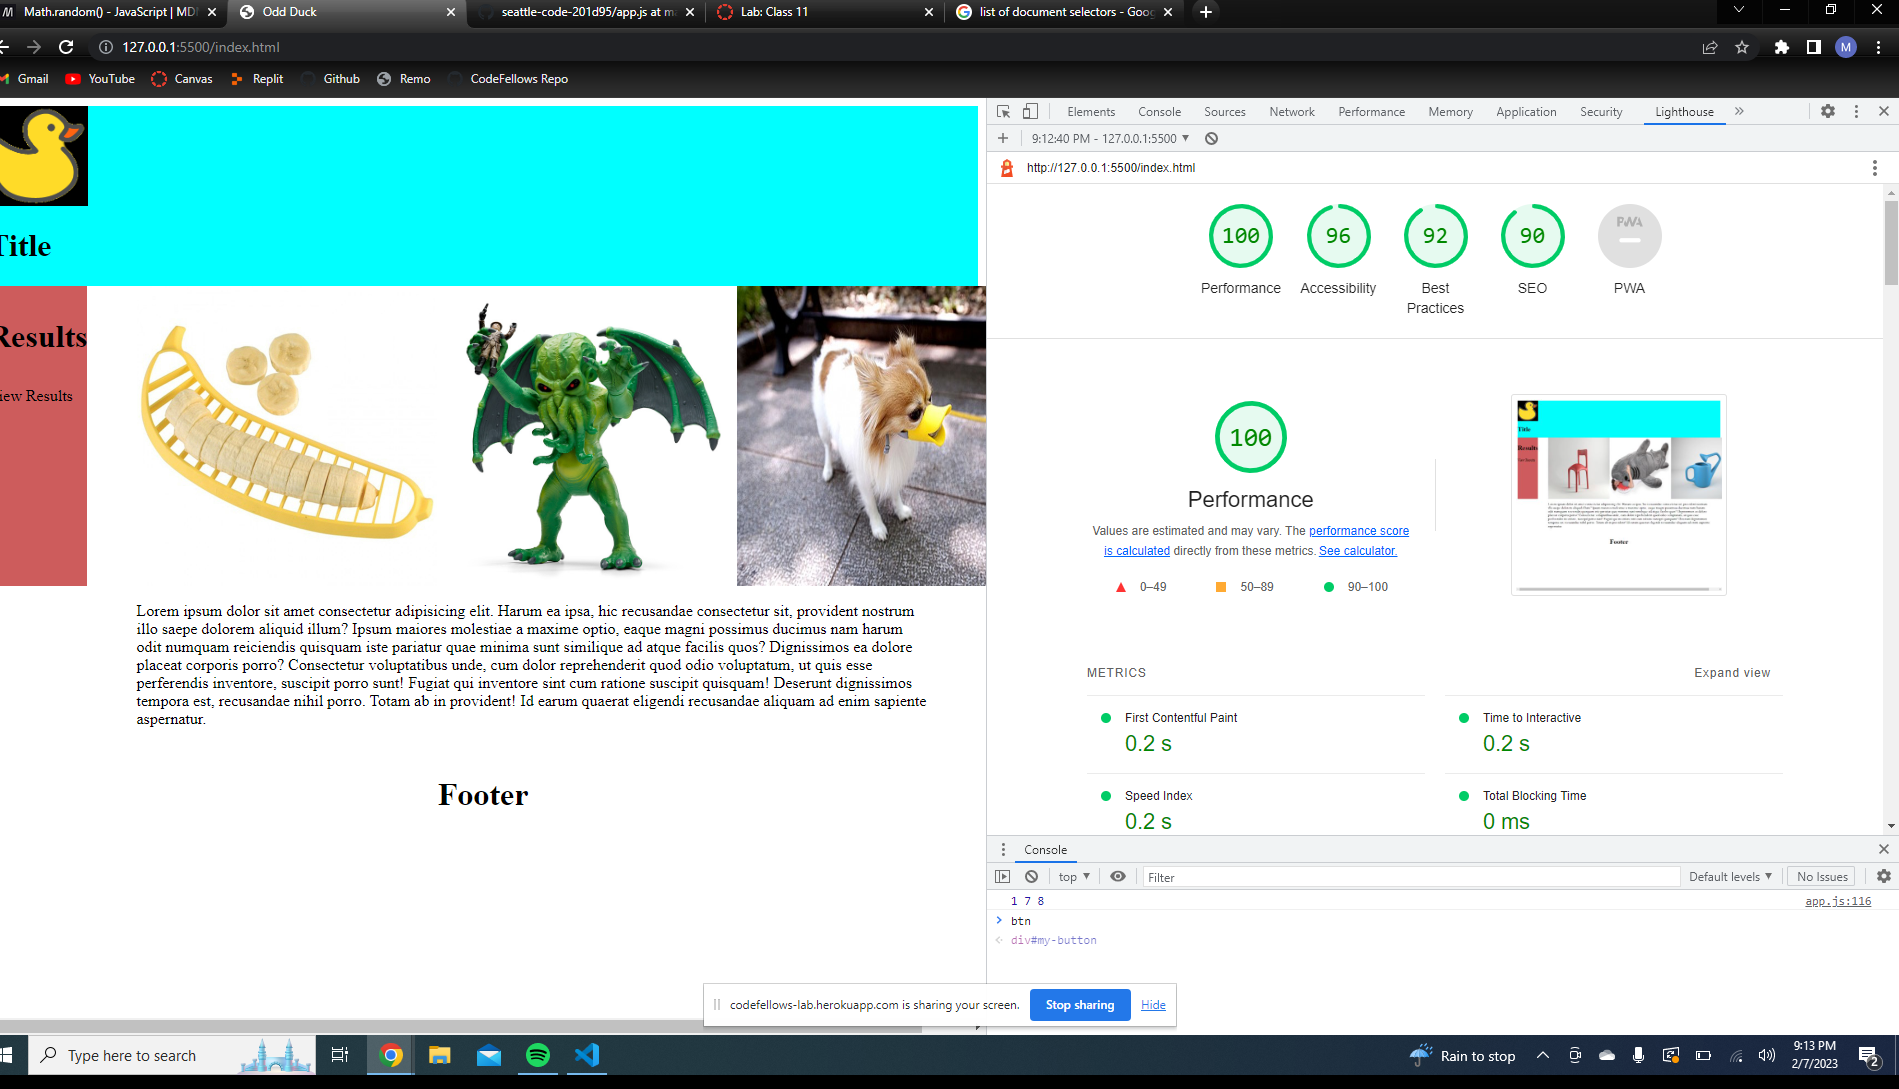 Math.random() - JavaScript | MD
Odd Duck
seattle-code-201d95/app.js at m
Lab: Class 11
list of document selectors - Goo
127.0.0.1:5500/index.html
M
Gmail
YouTube
Canvas
Replit
Github
Remo
CodeFellows Repo
Title
Results
iew Results
Lorem ipsum dolor sit amet consectetur adipisicing elit. Harum ea ipsa, hic recusandae consectetur sit, provident nostrum
illo saepe dolorem aliquid illum? Ipsum maiores molestiae a maxime optio, eaque magni possimus ducimus nam harum
odit numquam reiciendis quisquam iste pariatur quae minima sunt similique ad atque facilis quos? Dignissimos ea dolore
placeat corporis porro? Consectetur voluptatibus unde, cum dolor reprehenderit quod odio voluptatum, ut quis esse
perferendis inventore, suscipit porro sunt! Fugiat qui inventore sint cum ratione suscipit quisquam! Deserunt dignissimos
tempora est, recusandae nihil porro. Totam ab in provident! Id earum quaerat eligendi recusandae aliquam ad enim sapiente
aspernatur.
Footer
Elements Console Sources Network Performance Memory Application Security Lighthouse
9:12:40 PM - 127.0.0.1:5500
http://127.0.0.1:5500/index.html
100 96 92 90 PWA
Performance Accessibility Best SEO PWA
Practices
100
Performance
Values are estimated and may vary. The performance score
is calculated directly from these metrics. See calculator.
0–49 50–89 90–100
Title
Results
Footer
METRICS
Expand view
First Contentful Paint
0.2 s
Time to Interactive
0.2 s
Speed Index
0.2 s
Total Blocking Time
0 ms
Console
top
Filter
Default levels
No Issues
1 7 8
app.js:116
btn
div#my-button
codefellows-lab.herokuapp.com is sharing your screen.
Stop sharing
Hide
Type here to search
Rain to stop
9:13 PM
2/7/2023
2